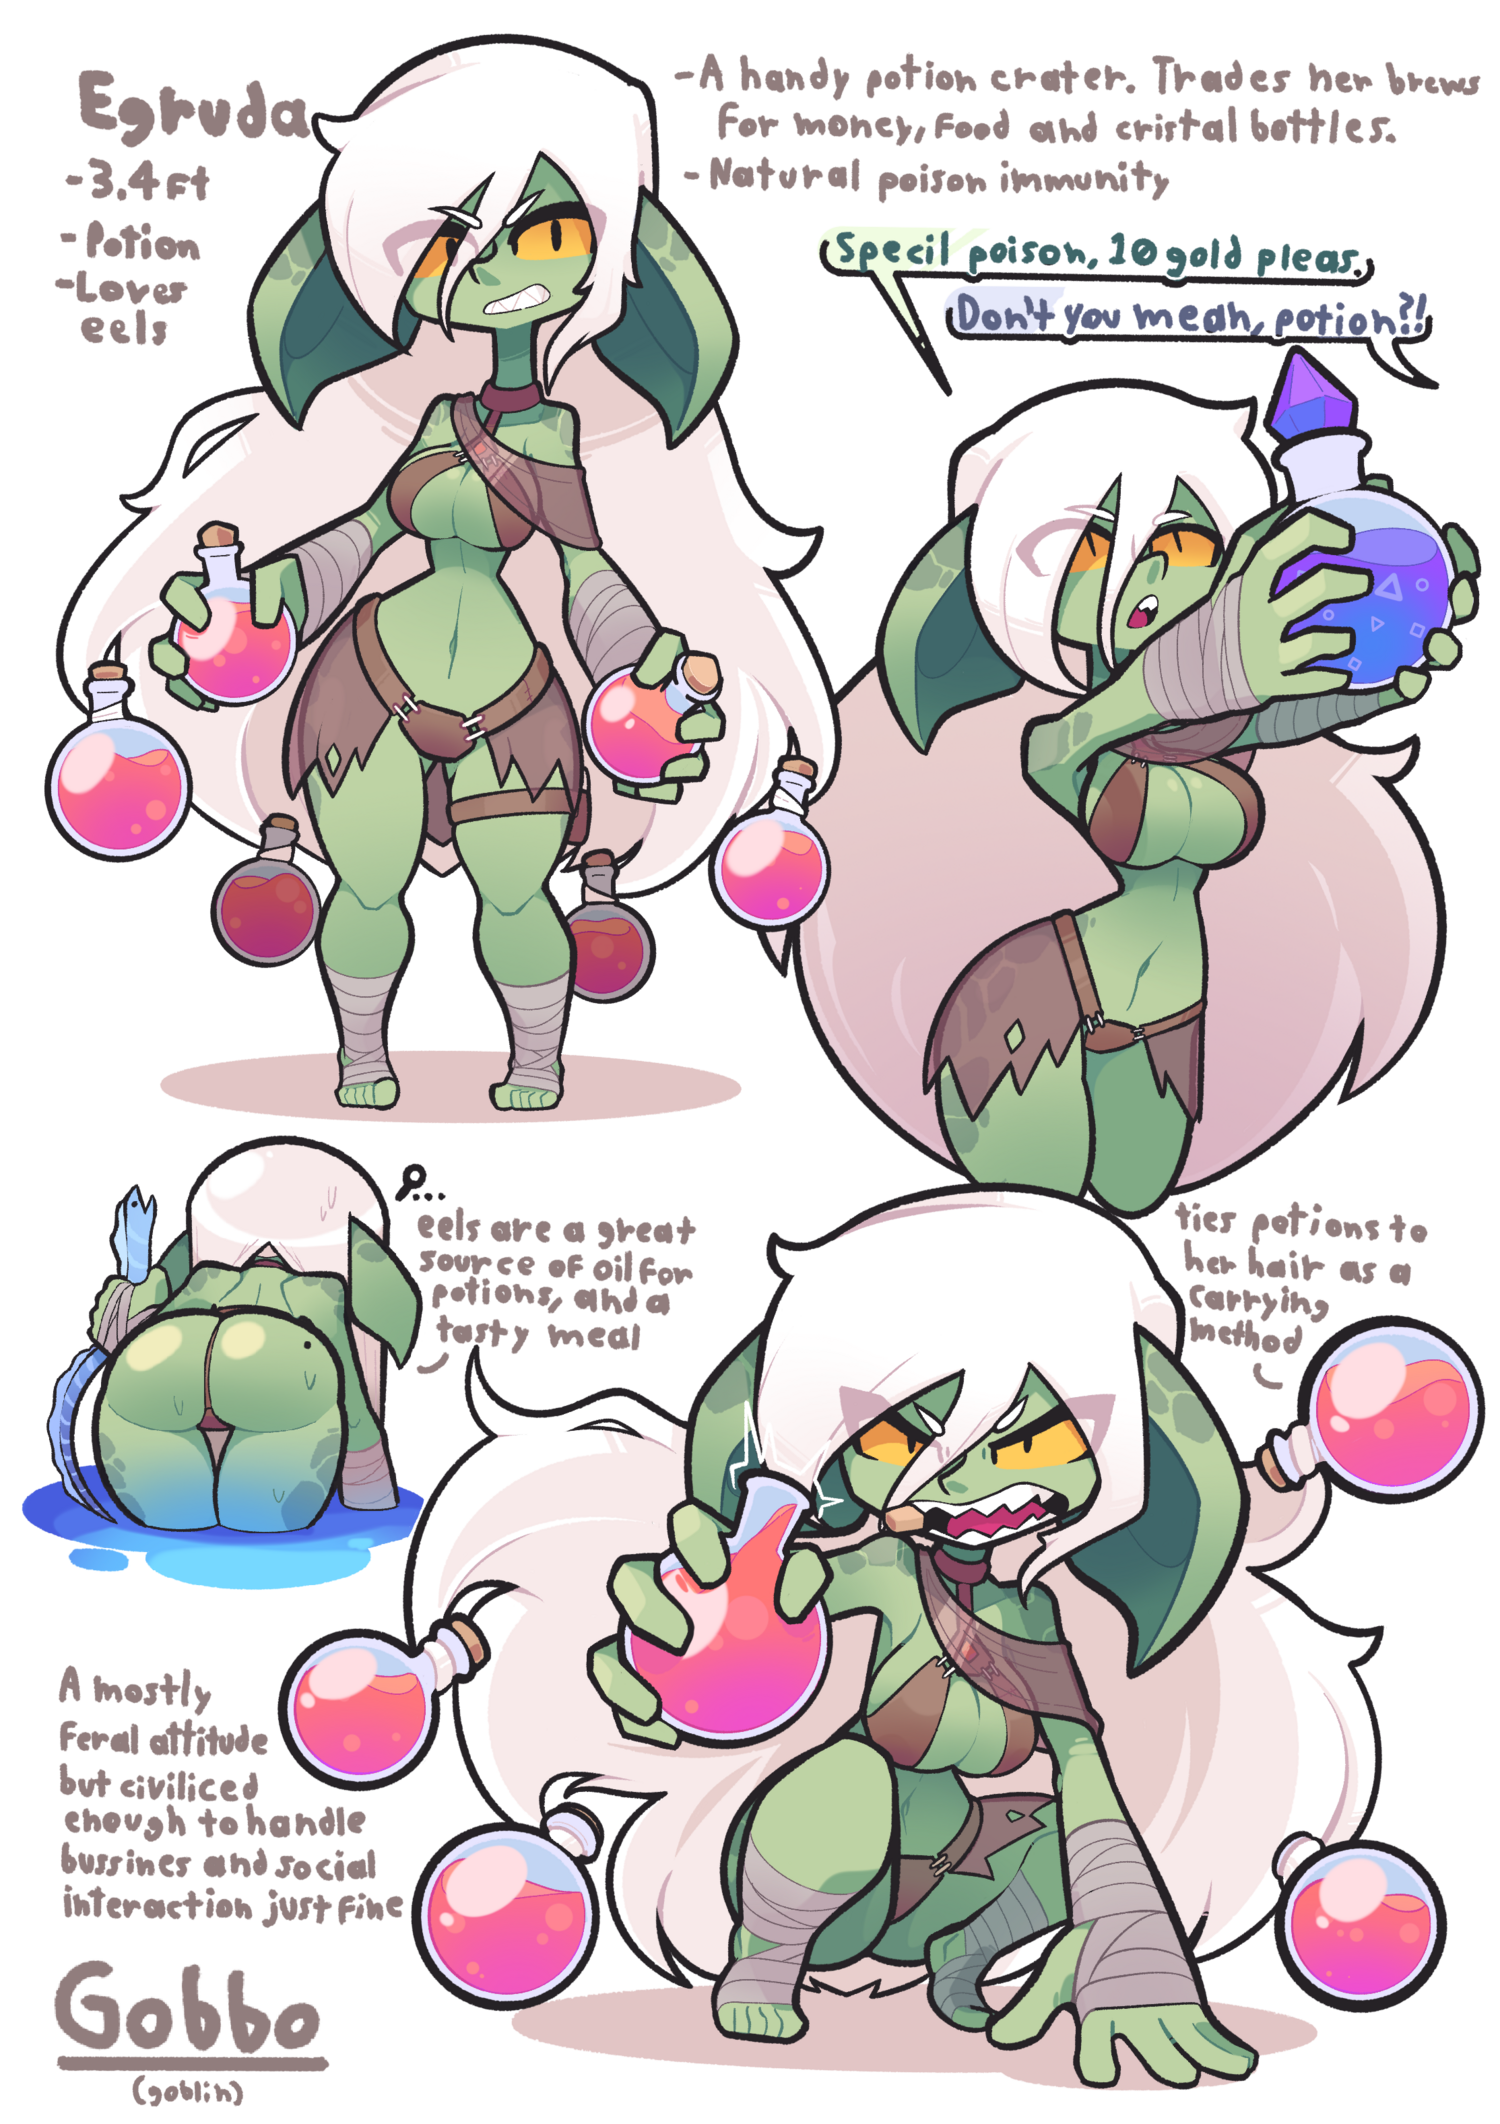 Egruda
-3.4Ft
-Potion
-Loves
eels
-A handy potion crater. Trades her brews
for money, Food and cristal bottles.
-Natural poison immunity
Specil poison, 10 gold pleas.
Don't you mean, potion?!
?...
eels are a great
source of oil for
potions, and a
tasty meal
ties potions to
her hair as a
carrying
method
A mostly
Feral attitude
but civiliced
enough to handle
bussines and social
interaction just fine
Gobbo
(goblin)